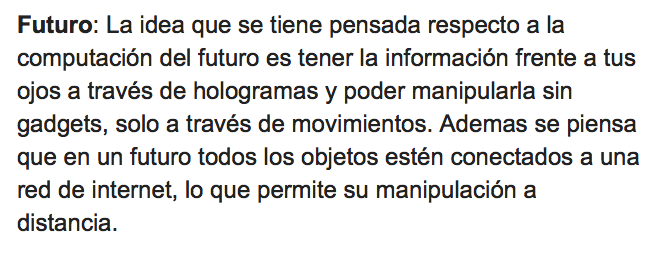 Futuro: La idea que se tiene pensada respecto a la
computación del futuro es tener la información frente a tus
ojos a través de hologramas y poder manipularla sin
gadgets, solo a través de movimientos. Ademas se piensa
que en un futuro todos los objetos estén conectados a una
red de internet, lo que permite su manipulación a
distancia.